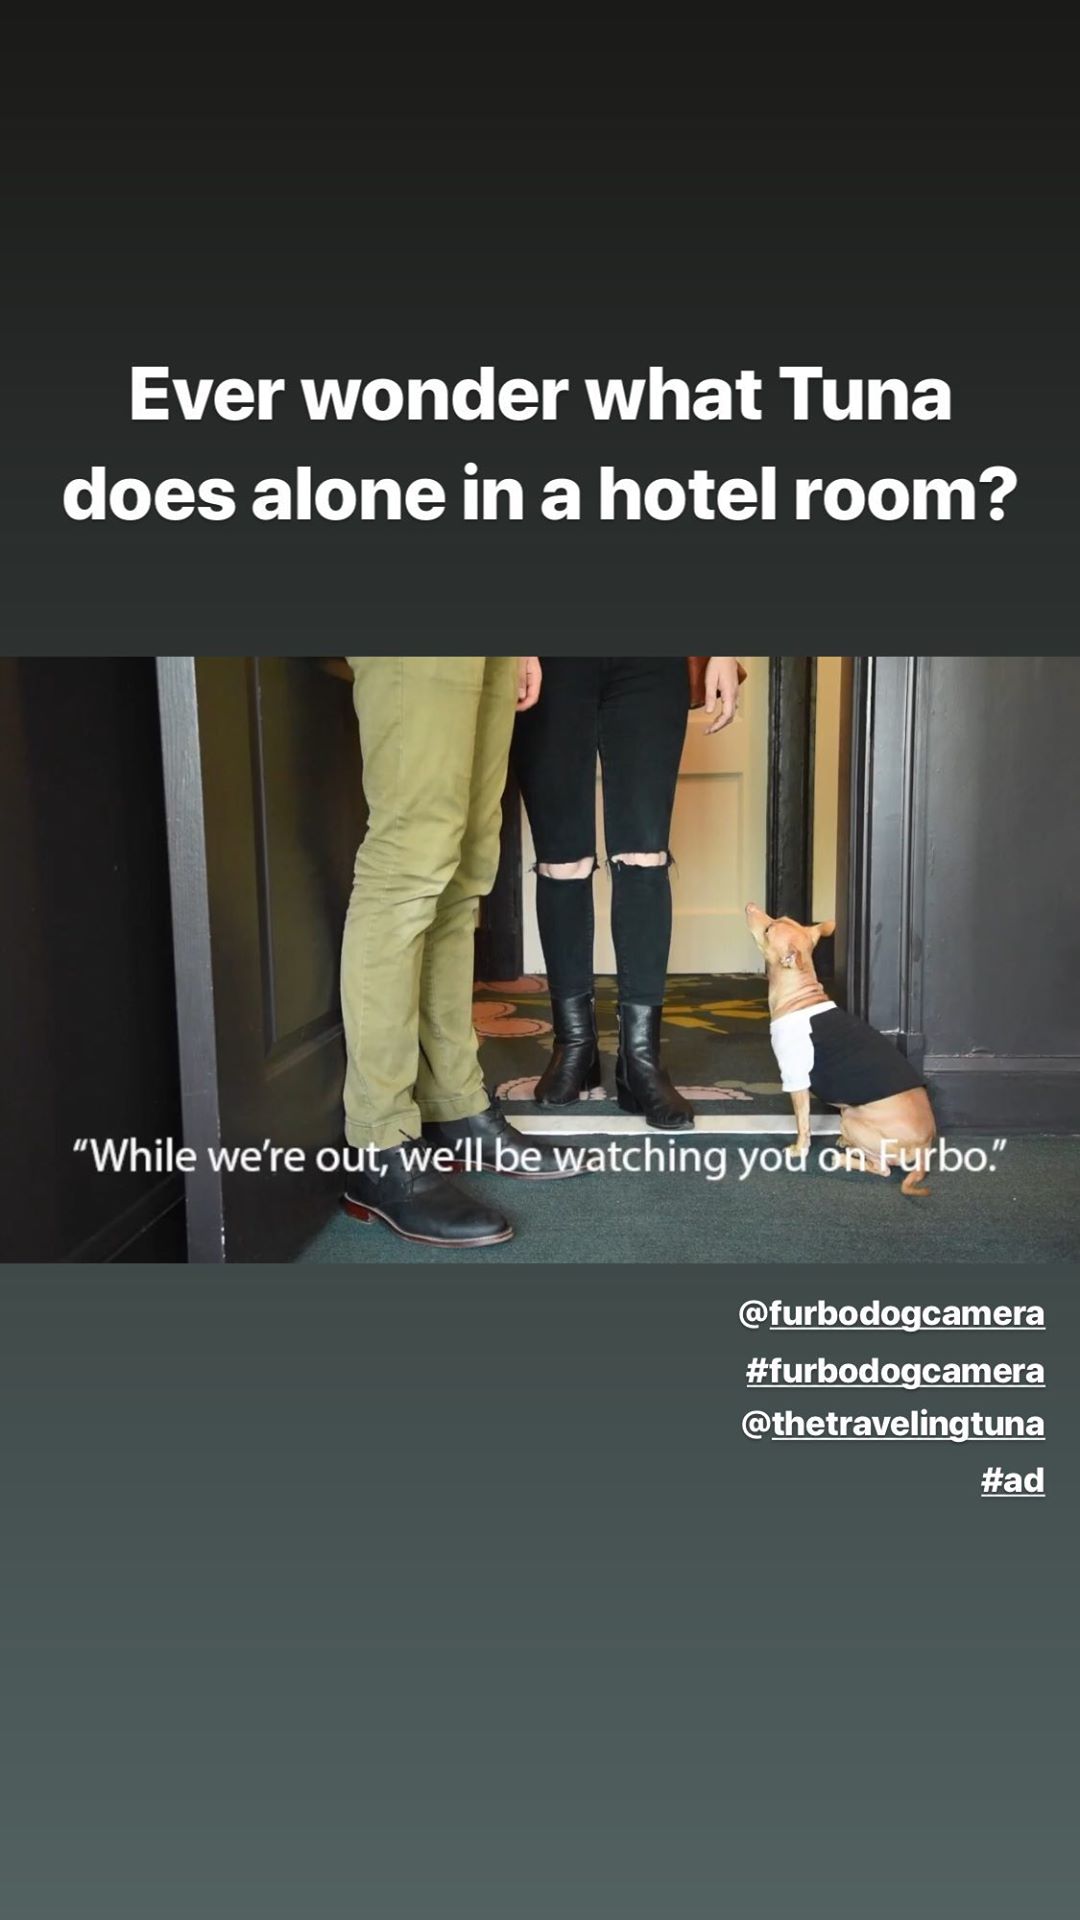 Ever wonder what Tuna
does alone in a hotel room?
“While we’re out, we’ll be watching you on Furbo.”
@furbodogcamera
#furbodogcamera
@thetravelingtuna
#ad